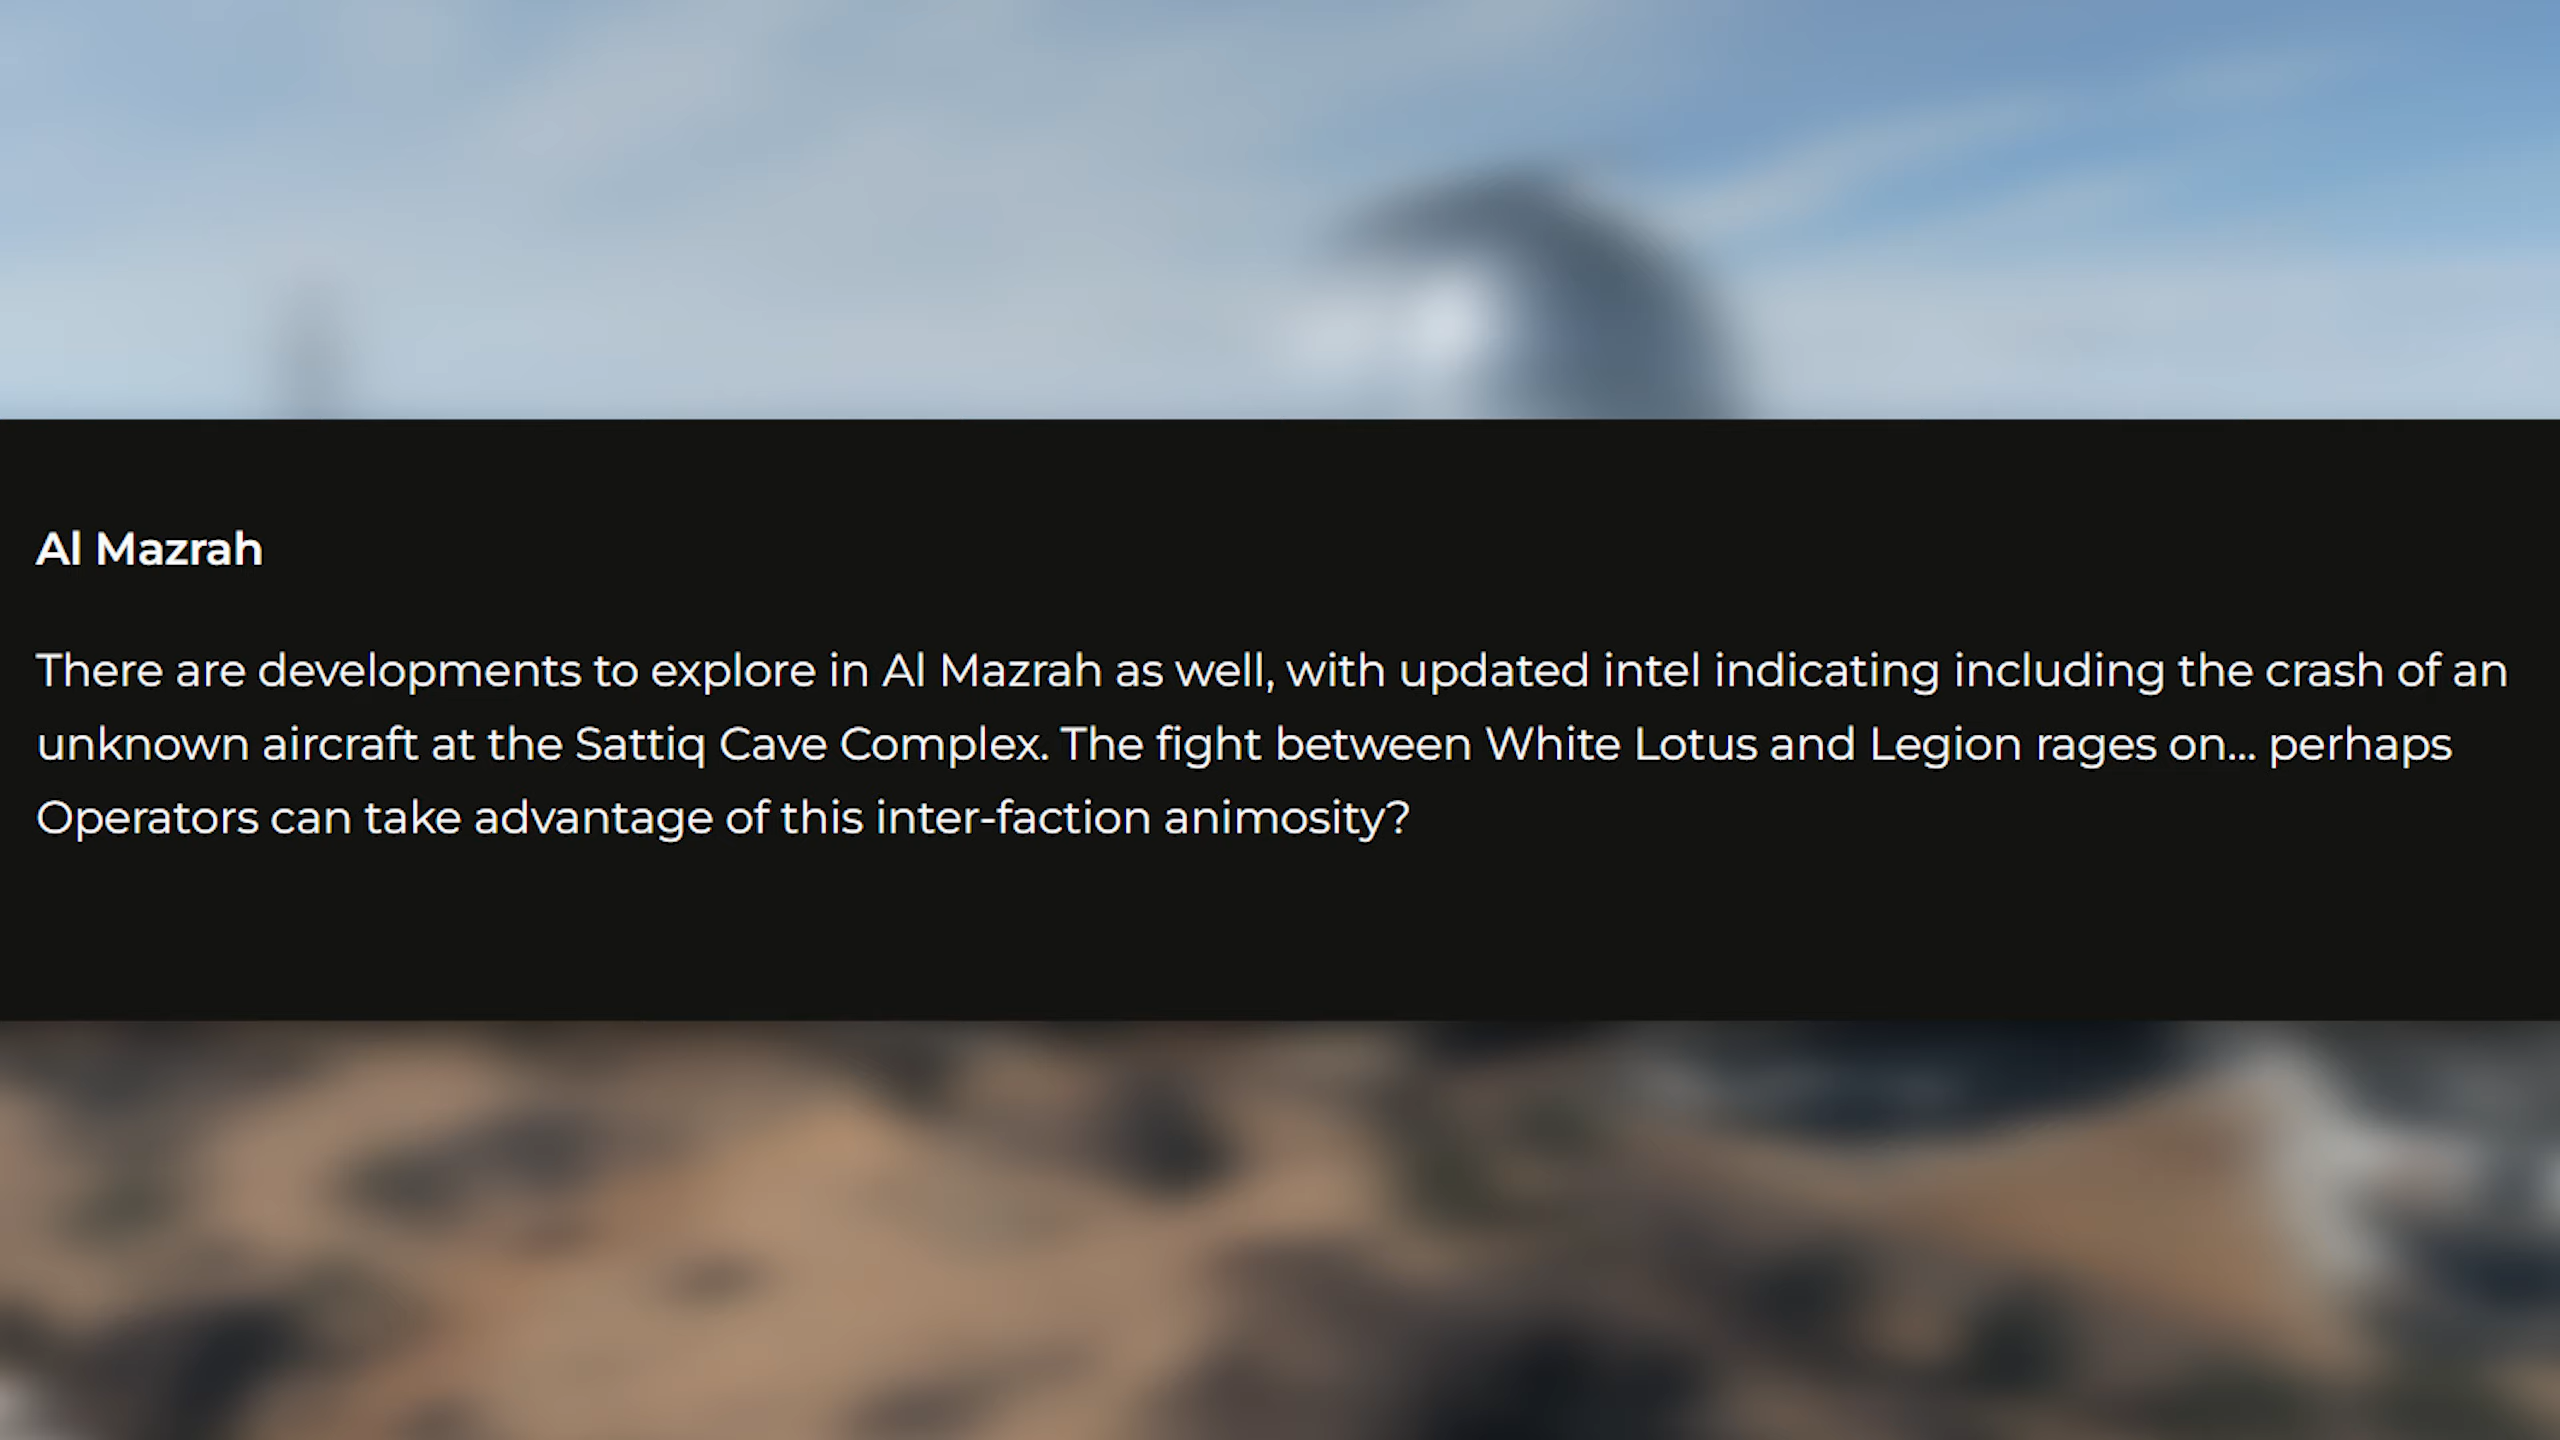 Al Mazrah
There are developments to explore in Al Mazrah as well, with updated intel indicating including the crash of an
unknown aircraft at the Sattiq Cave Complex. The fight between White Lotus and Legion rages on... perhaps
Operators can take advantage of this inter-faction animosity?